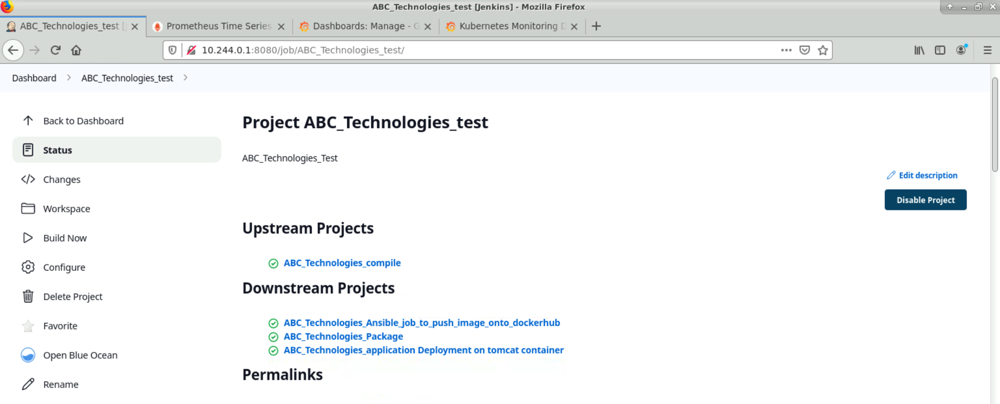 ABC_Technologies_test [Jenkins] - Mozilla Firefox
ABC_Technologies_test [J
Prometheus Time Series
Dashboards: Manage - G
Kubernetes Monitoring D
10.244.0.1:8080/job/ABC_Technologies_test/
Dashboard
ABC_Technologies_test
Back to Dashboard
Status
Changes
Workspace
Build Now
Configure
Delete Project
Favorite
Open Blue Ocean
Rename
Project ABC_Technologies_test
ABC_Technologies_Test
Edit description
Disable Project
Upstream Projects
ABC_Technologies_compile
Downstream Projects
ABC_Technologies_Ansible_job_to_push_image_onto_dockerhub
ABC_Technologies_Package
ABC_Technologies_application Deployment on tomcat container
Permalinks